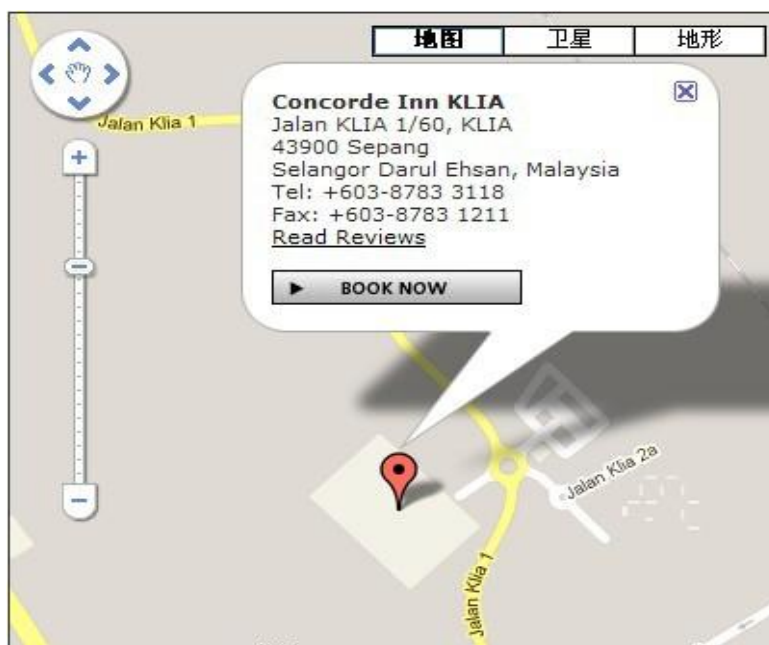 地图 卫星 地形
Jalan Klia 1
Concorde Inn KLIA
Jalan KLIA 1/60, KLIA
43900 Sepang
Selangor Darul Ehsan, Malaysia
Tel: +603-8783 3118
Fax: +603-8783 1211
Read Reviews
BOOK NOW
Jalan Klia 2a
Jalan Klia 1